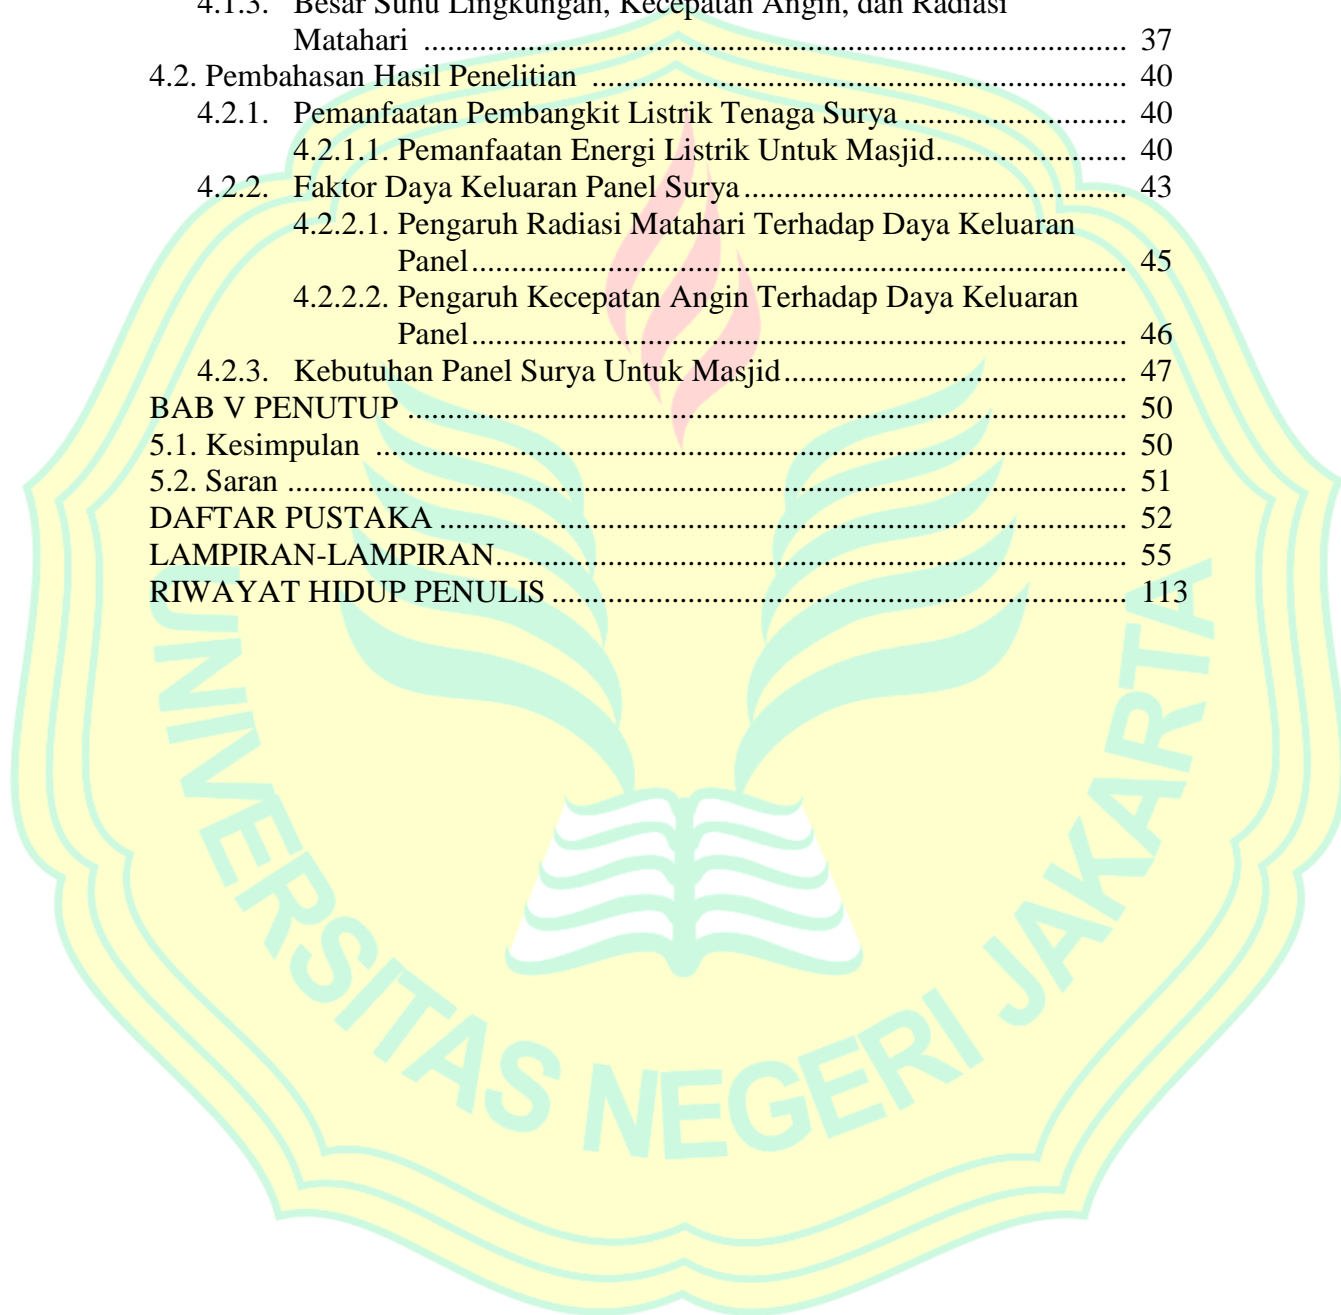 4.1.3. Besar Suhu Lingkungan, Kecepatan Angin, dan Radiasi
Matahari ........................................................................................ 37
4.2. Pembahasan Hasil Penelitian ................................................................... 40
4.2.1. Pemanfaatan Pembangkit Listrik Tenaga Surya ............................ 40
4.2.1.1. Pemanfaatan Energi Listrik Untuk Masjid........................ 40
4.2.2. Faktor Daya Keluaran Panel Surya ................................................ 43
4.2.2.1. Pengaruh Radiasi Matahari Terhadap Daya Keluaran
Panel.................................................................................. 45
4.2.2.2. Pengaruh Kecepatan Angin Terhadap Daya Keluaran
Panel.................................................................................. 46
4.2.3. Kebutuhan Panel Surya Untuk Masjid........................................... 47
BAB V PENUTUP .......................................................................................... 50
5.1. Kesimpulan .............................................................................................. 50
5.2. Saran ......................................................................................................... 51
DAFTAR PUSTAKA ...................................................................................... 52
LAMPIRAN-LAMPIRAN............................................................................... 55
RIWAYAT HIDUP PENULIS ........................................................................ 113
UNIVERSITAS NEGERI JAKARTA